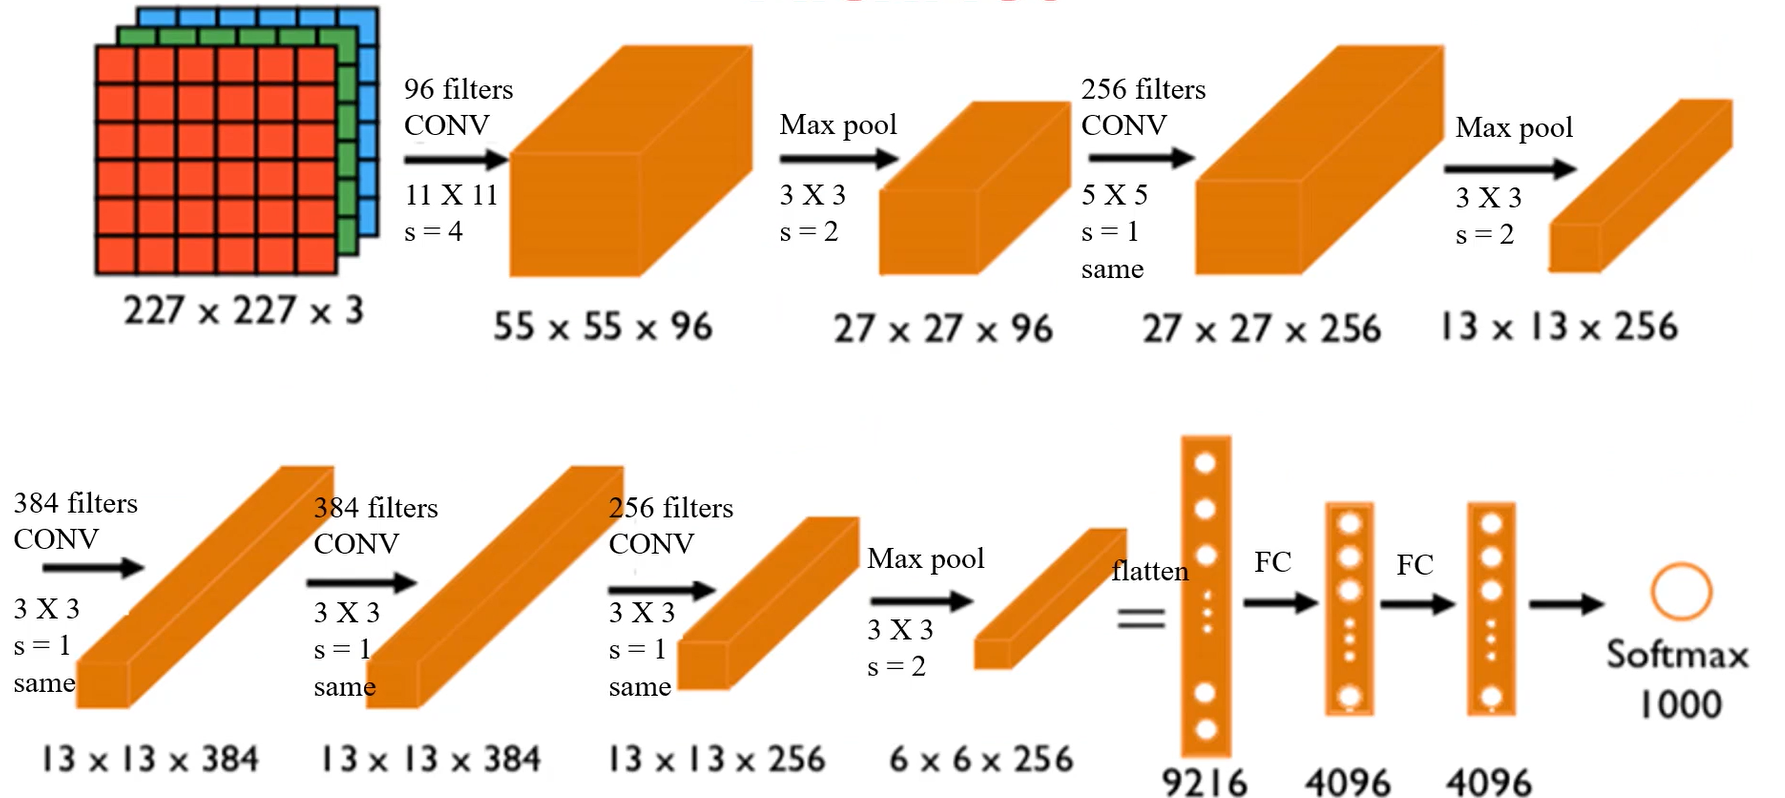 96 filters
CONV
11 X 11
s = 4
Max pool
3 X 3
s = 2
256 filters
CONV
5 X 5
s = 1
same
Max pool
3 X 3
s = 2
227 x 227 x 3
55 x 55 x 96
27 x 27 x 96
27 x 27 x 256
13 x 13 x 256
384 filters
CONV
3 X 3
s = 1
same
384 filters
CONV
3 X 3
s = 1
same
256 filters
CONV
3 X 3
s = 1
same
Max pool
3 X 3
s = 2
flatten
=
FC
FC
Softmax
1000
13 x 13 x 384
13 x 13 x 384
13 x 13 x 256
6 x 6 x 256
9216
4096
4096